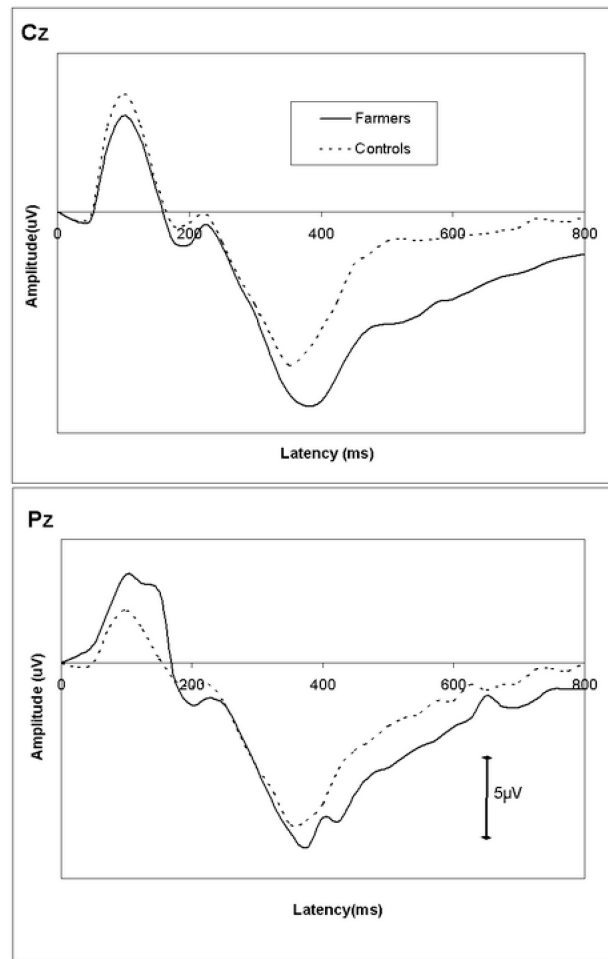 Cz
Farmers
Controls
Amplitude(uV)
0
200
400
600
800
Latency (ms)
Pz
Amplitude (uV)
0
200
400
600
800
5µV
Latency(ms)